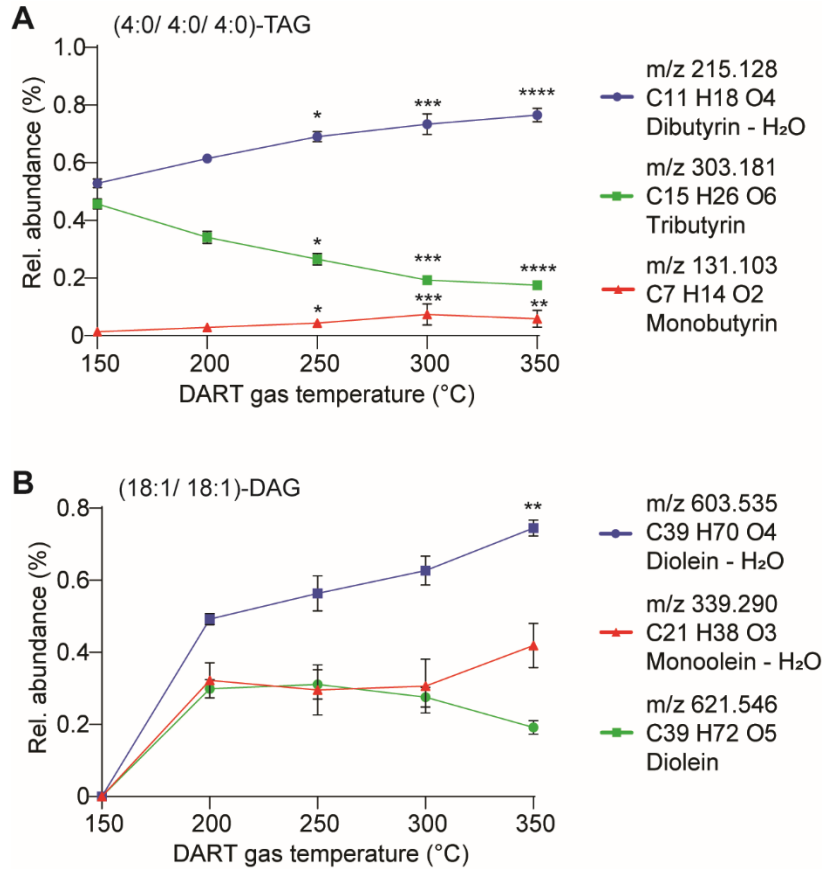 A
(4:0/ 4:0/ 4:0)-TAG
Rel. abundance (%)
1.0
0.8
0.6
0.4
0.2
0
* *** ****
* *** ****
* *** **
150 200 250 300 350
DART gas temperature (°C)
m/z 215.128
C11 H18 O4
Dibutyrin - H₂O
m/z 303.181
C15 H26 O6
Tributyrin
m/z 131.103
C7 H14 O2
Monobutyrin
B
(18:1/ 18:1)-DAG
Rel. abundance (%)
0.8
0.6
0.4
0.2
0
**
150 200 250 300 350
DART gas temperature (°C)
m/z 603.535
C39 H70 O4
Diolein - H₂O
m/z 339.290
C21 H38 O3
Monoolein - H₂O
m/z 621.546
C39 H72 O5
Diolein